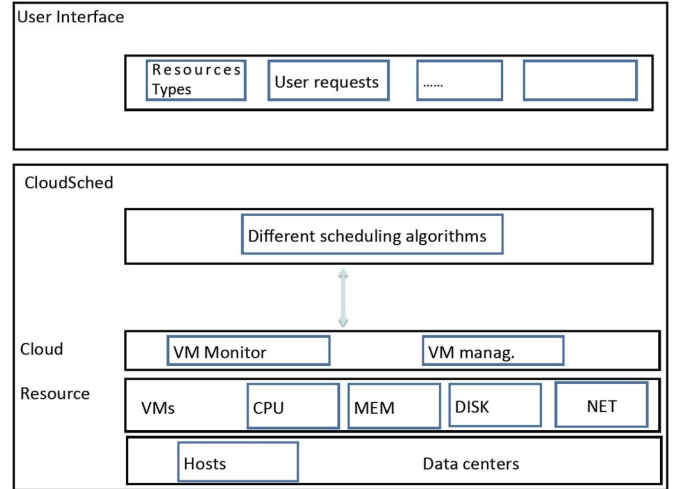 User Interface
Resources
Types
User requests
......
CloudSched
Different scheduling algorithms
Cloud
VM Monitor
VM manag.
Resource
VMs
CPU
MEM
DISK
NET
Hosts
Data centers